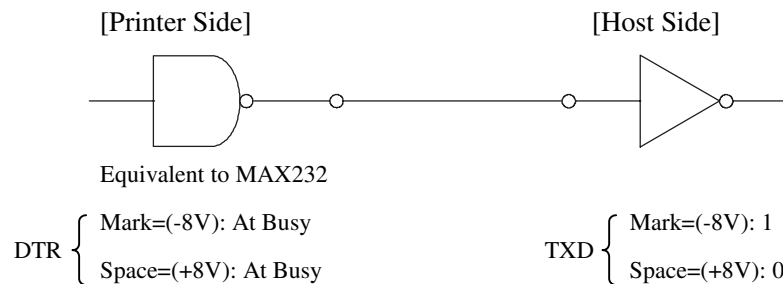 [Printer Side] [Host Side]
Equivalent to MAX232
DTR { Mark=(-8V): At Busy
Space=(+8V): At Busy
TXD { Mark=(-8V): 1
Space=(+8V): 0